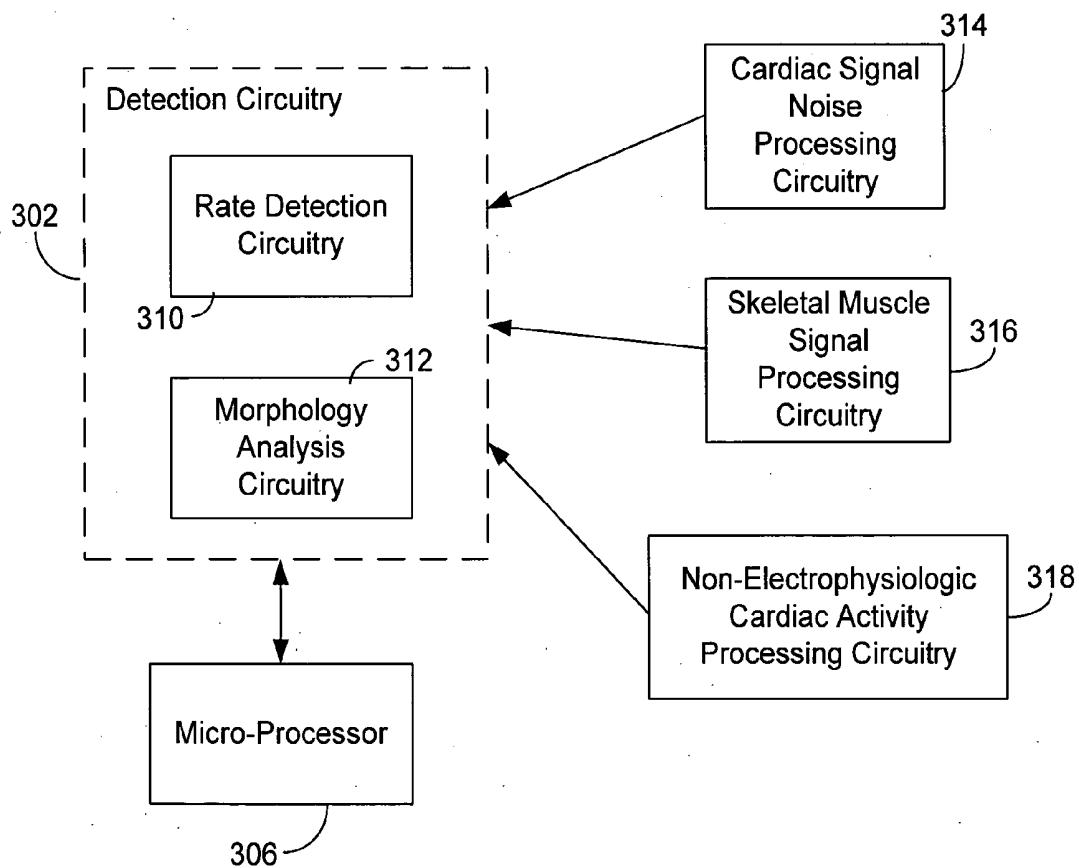 Detection Circuitry
Rate Detection
Circuitry
302
310
312
Morphology
Analysis
Circuitry
Micro-Processor
306
314
Cardiac Signal
Noise
Processing
Circuitry
Skeletal Muscle
Signal
Processing
Circuitry
316
Non-Electrophysiologic
Cardiac Activity
Processing Circuitry
318